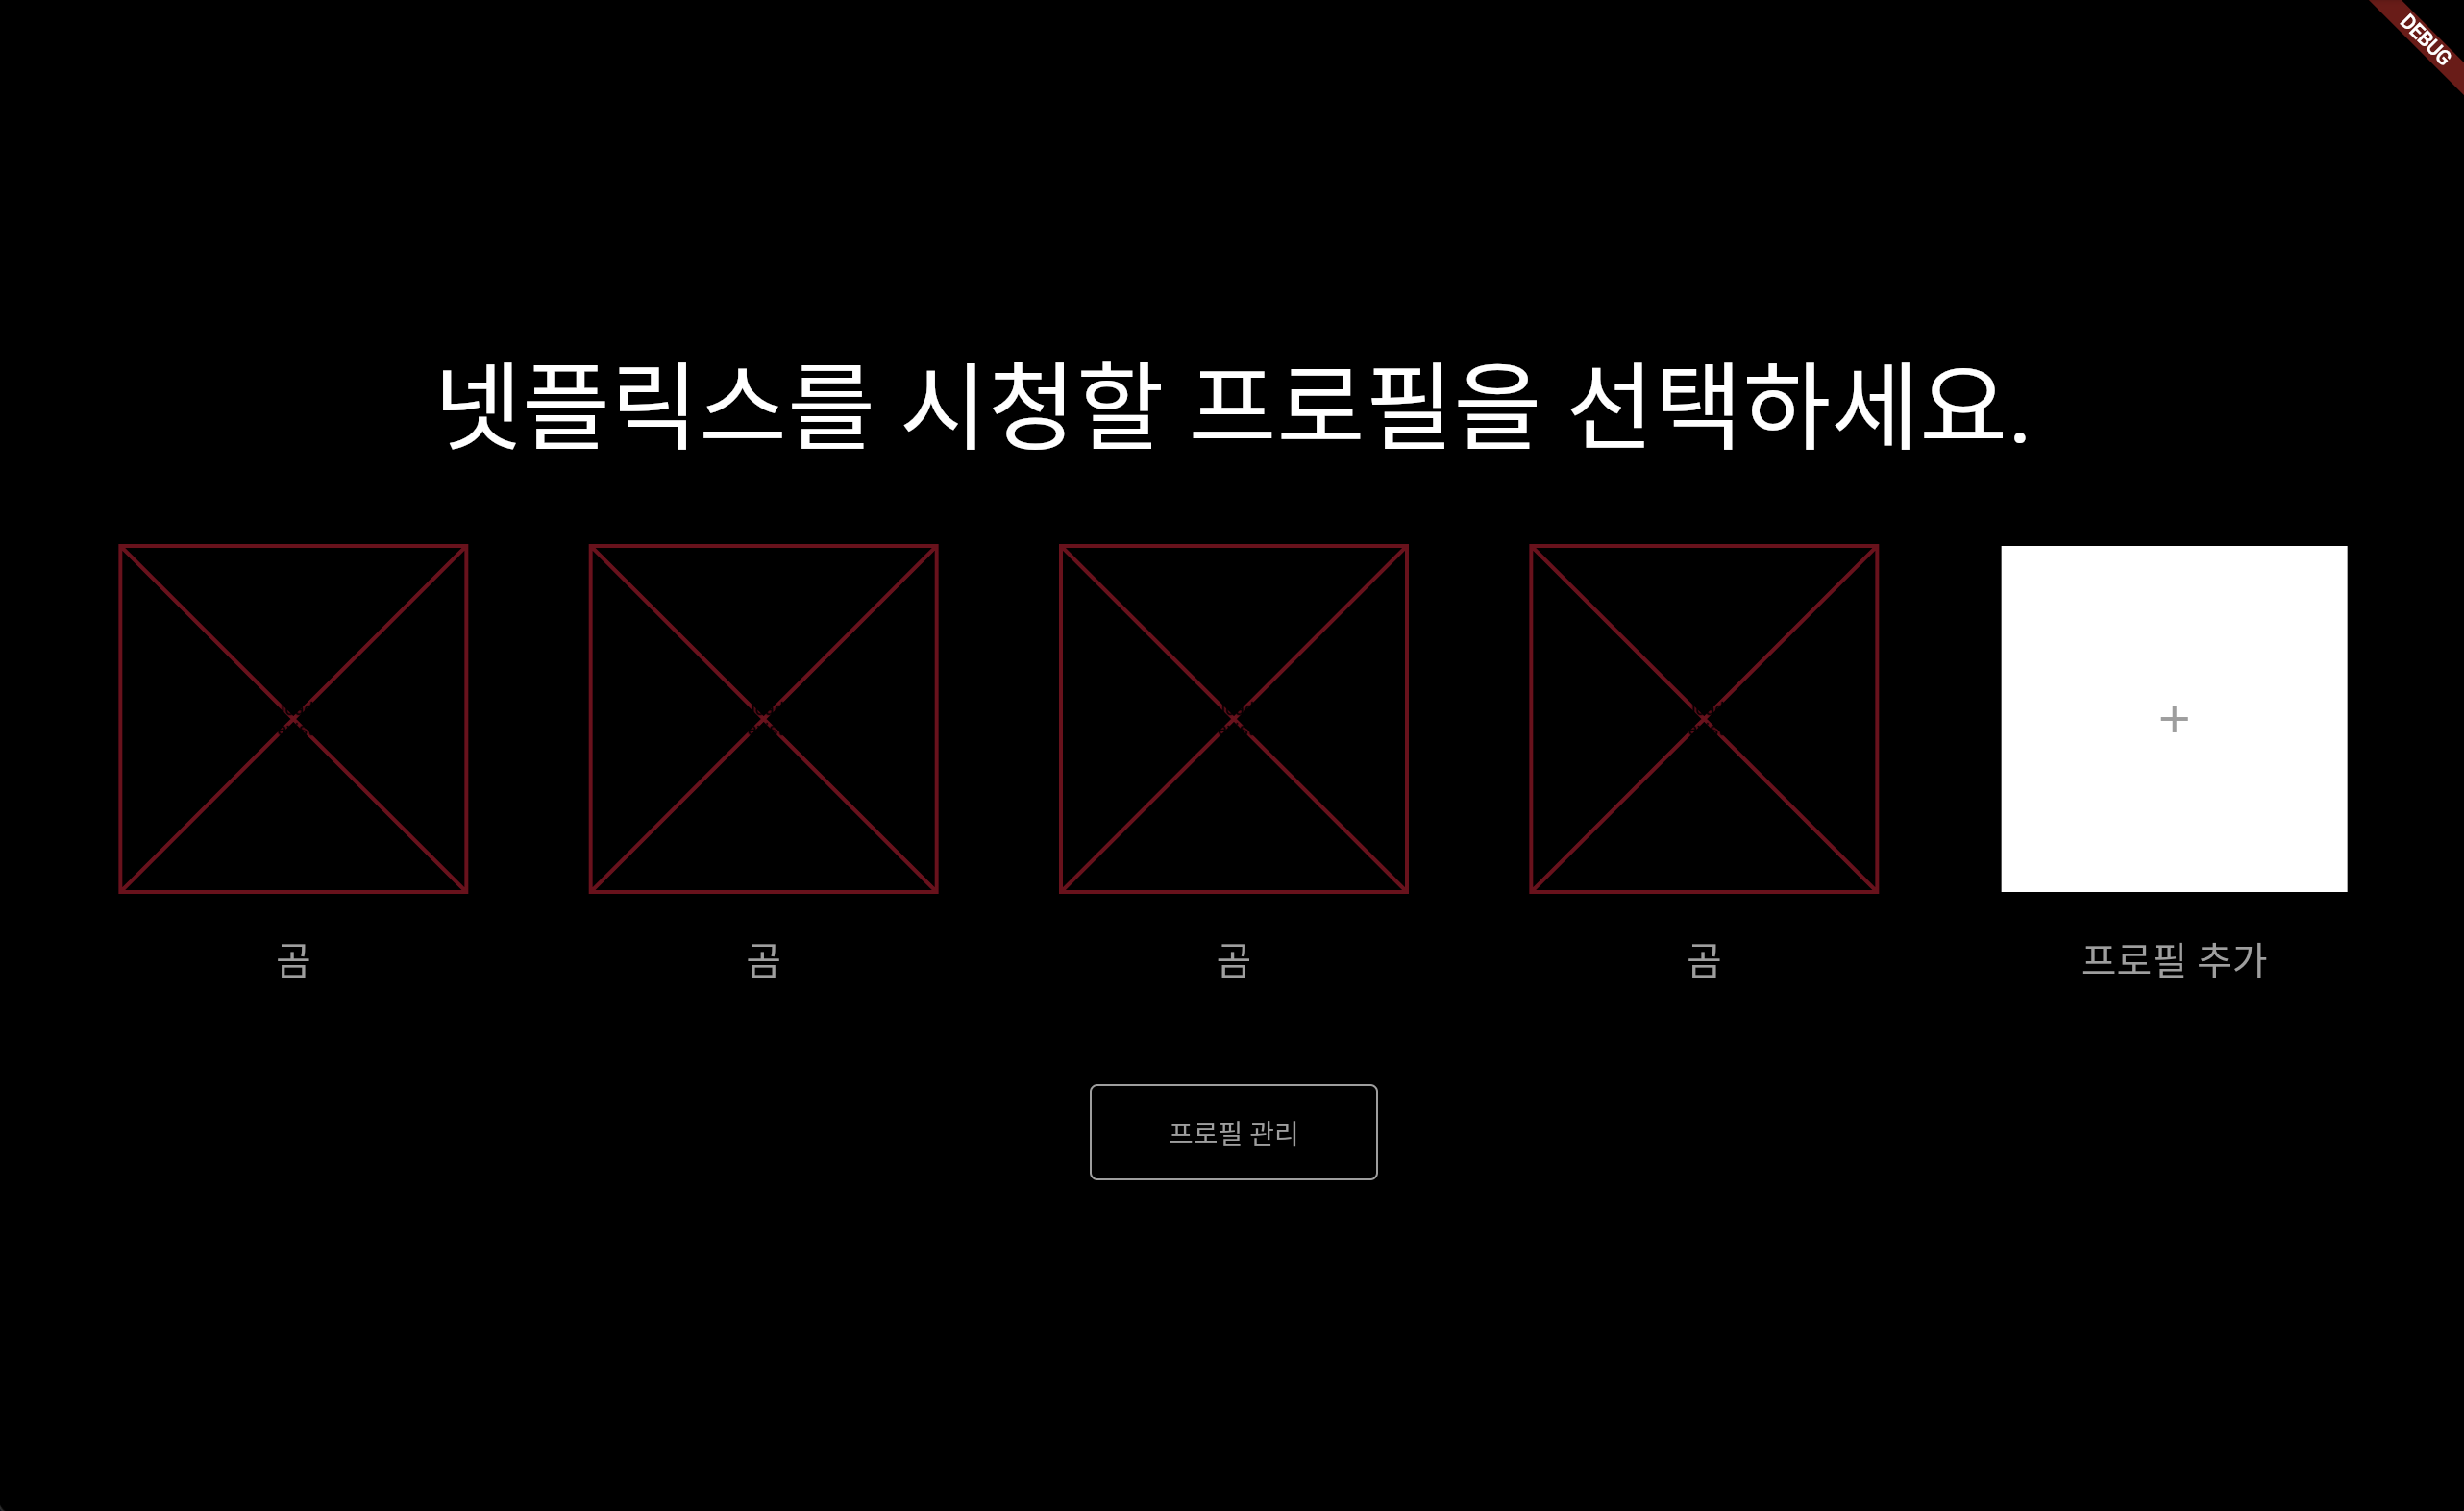 DEBUG
넷플릭스를 시청할 프로필을 선택하세요.
+
곰 곰 곰 곰 프로필 추가
프로필 관리